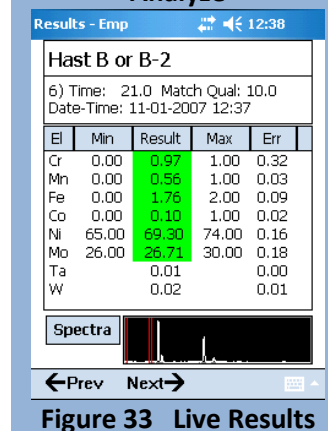 Analyze
Results - Emp 12:38
Hast B or B-2
6) Time: 21.0 Match Qual: 10.0
Date-Time: 11-01-2007 12:37
El Min Result Max Err
Cr 0.00 0.97 1.00 0.32
Mn 0.00 0.56 1.00 0.03
Fe 0.00 1.76 2.00 0.09
Co 0.00 0.10 1.00 0.02
Ni 65.00 69.30 74.00 0.16
Mo 26.00 26.71 30.00 0.18
Ta 0.01 0.00
W 0.02 0.01
Spectra
←Prev Next→
Figure 33 Live Results